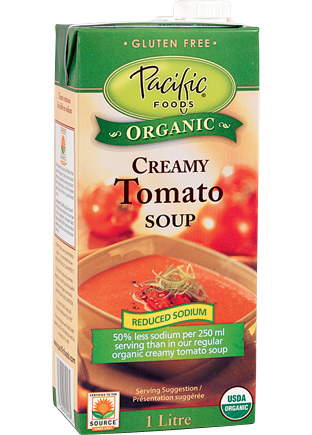 • GLUTEN FREE •
Pacific®
FOODS
ORGANIC
CREAMY
Tomato
SOUP
REDUCED SODIUM
50% less sodium per 250 ml
serving than in our regular
organic creamy tomato soup
Serving Suggestion /
Présentation suggérée
1 Litre
USDA
ORGANIC
SOURCE